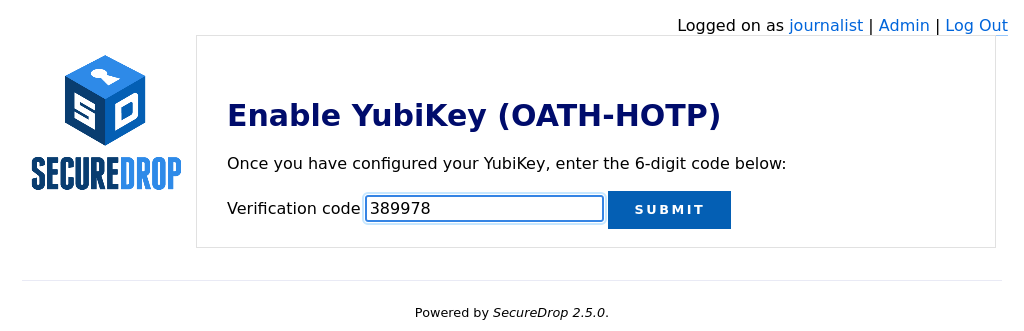 Logged on as journalist | Admin | Log Out
SD
SECUREDROP
Enable YubiKey (OATH-HOTP)
Once you have configured your YubiKey, enter the 6-digit code below:
Verification code 389978 SUBMIT
Powered by SecureDrop 2.5.0.